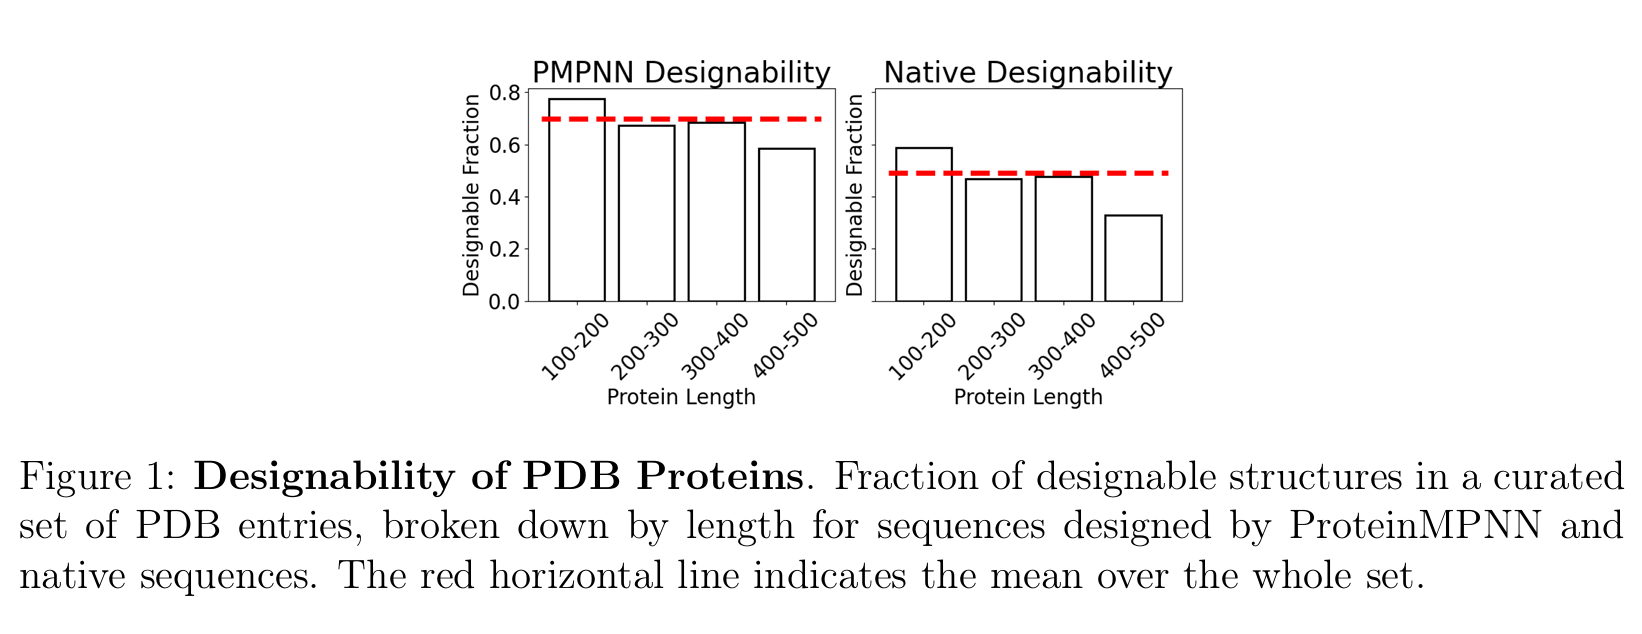 PMPNN Designability
Designable Fraction
0.8
0.6
0.4
0.2
0.0
100-200
200-300
300-400
400-500
Protein Length
Native Designability
Designable Fraction
100-200
200-300
300-400
400-500
Protein Length
Figure 1: Designability of PDB Proteins. Fraction of designable structures in a curated
set of PDB entries, broken down by length for sequences designed by ProteinMPNN and
native sequences. The red horizontal line indicates the mean over the whole set.